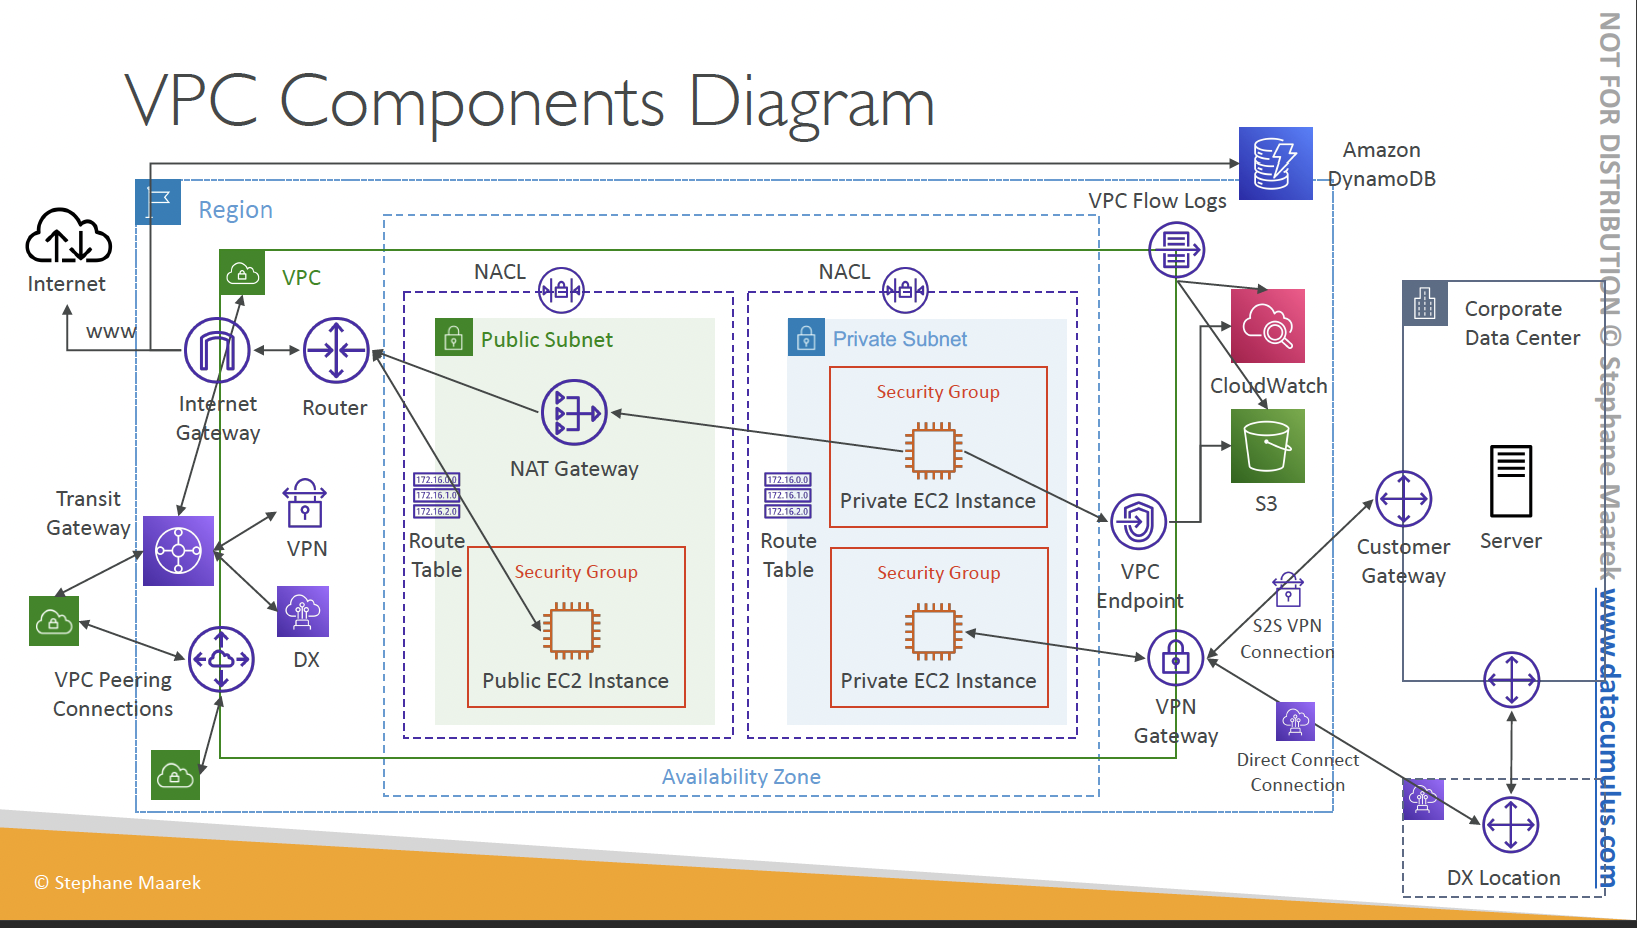 VPC Components Diagram
Amazon
DynamoDB
VPC Flow Logs
Region
Internet
www
VPC
NACL
NACL
Public Subnet
Private Subnet
Internet
Gateway
Router
NAT Gateway
Security Group
Private EC2 Instance
CloudWatch
S3
Corporate
Data Center
Transit
Gateway
VPN
172.16.0.0
172.16.1.0
172.16.2.0
Route
Table
172.16.0.0
172.16.1.0
172.16.2.0
Route
Table
Security Group
Public EC2 Instance
Security Group
Private EC2 Instance
VPC
Endpoint
Customer
Gateway
Server
S2S VPN
Connection
DX
VPC Peering
Connections
VPN
Gateway
Direct Connect
Connection
Availability Zone
DX Location
© Stephane Maarek
NOT FOR DISTRIBUTION © Stephane Maarek www.datacumulus.com